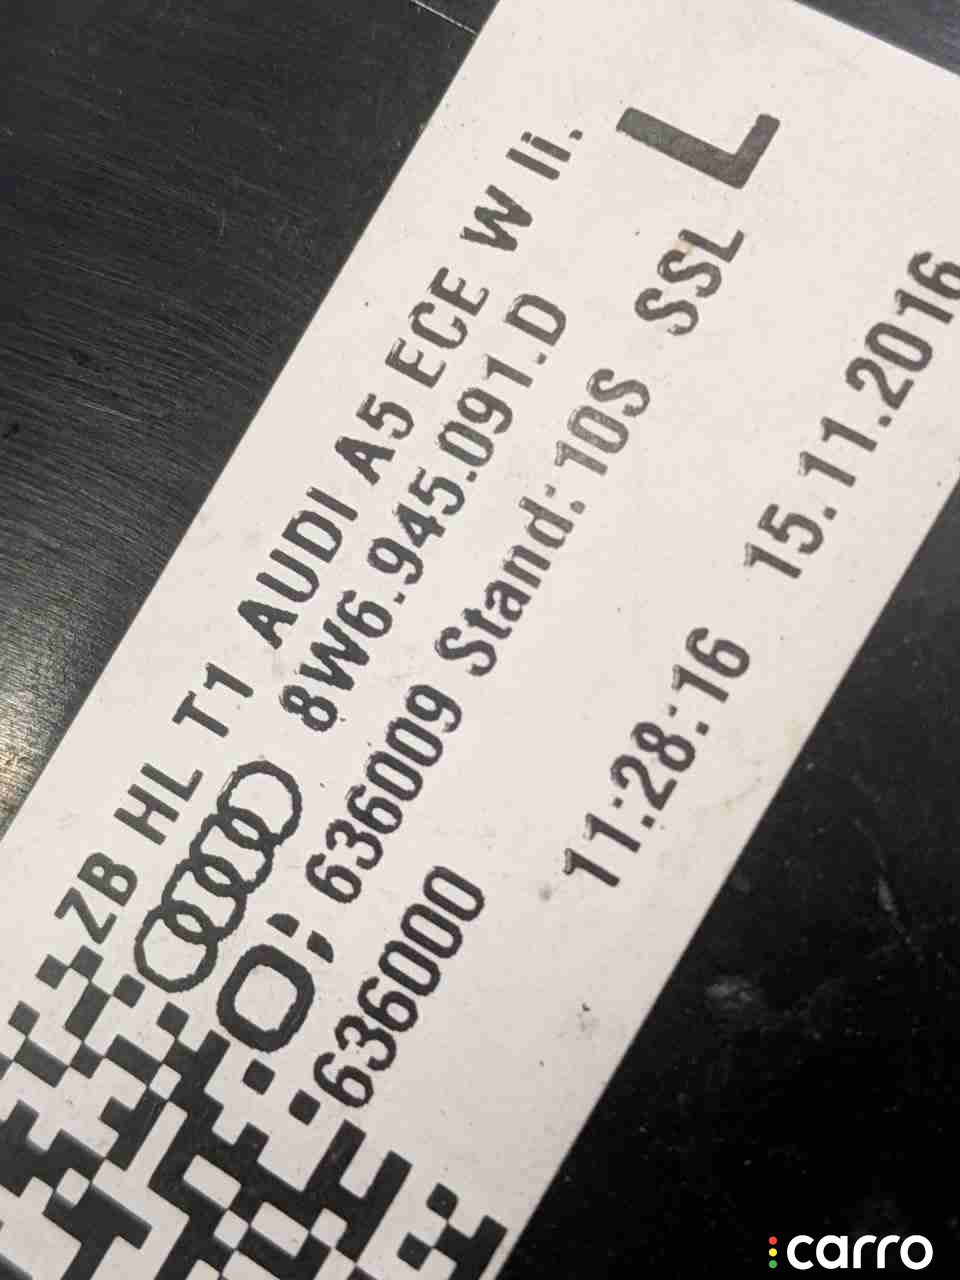 ZB HL T1 AUDI A5 ECE W li.
8W6.945.091.D
636009 Stand: 10S SSL
L
636000 11:28:16 15.11.2016
carro